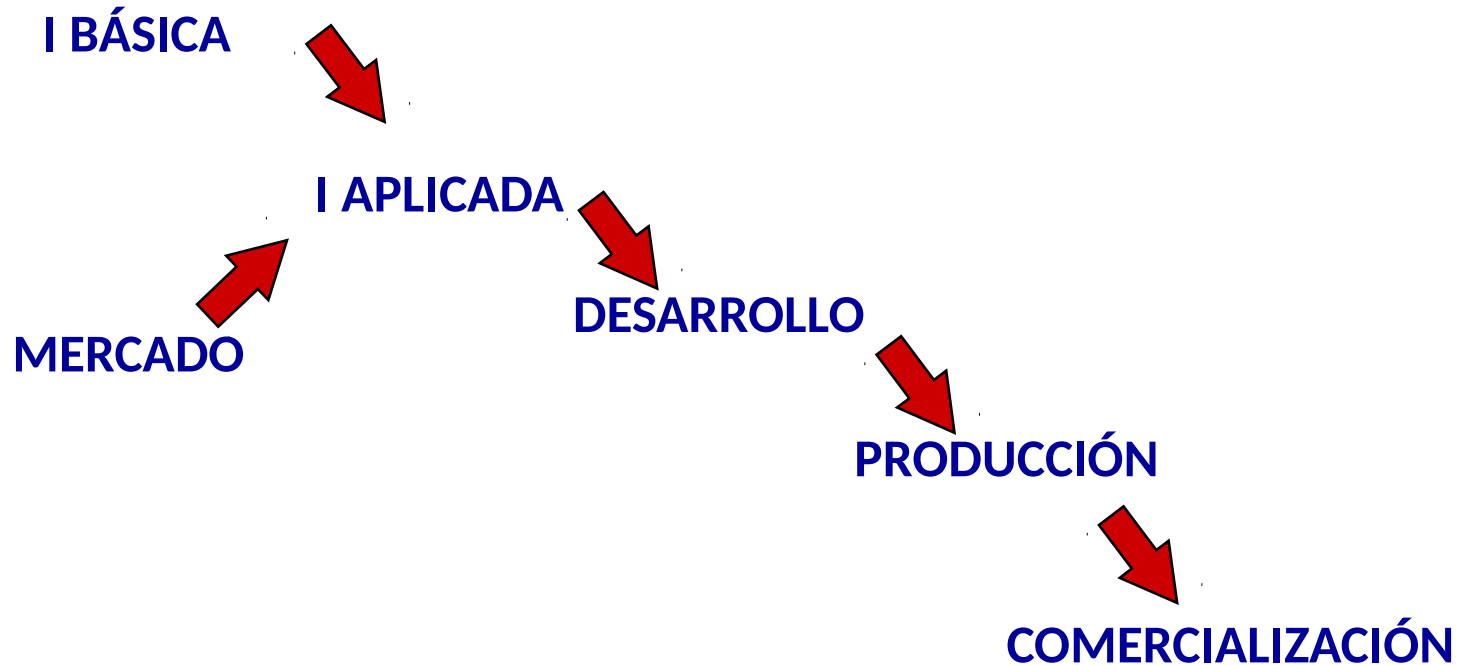 I BÁSICA
I APLICADA
DESARROLLO
MERCADO
PRODUCCIÓN
COMERCIALIZACIÓN